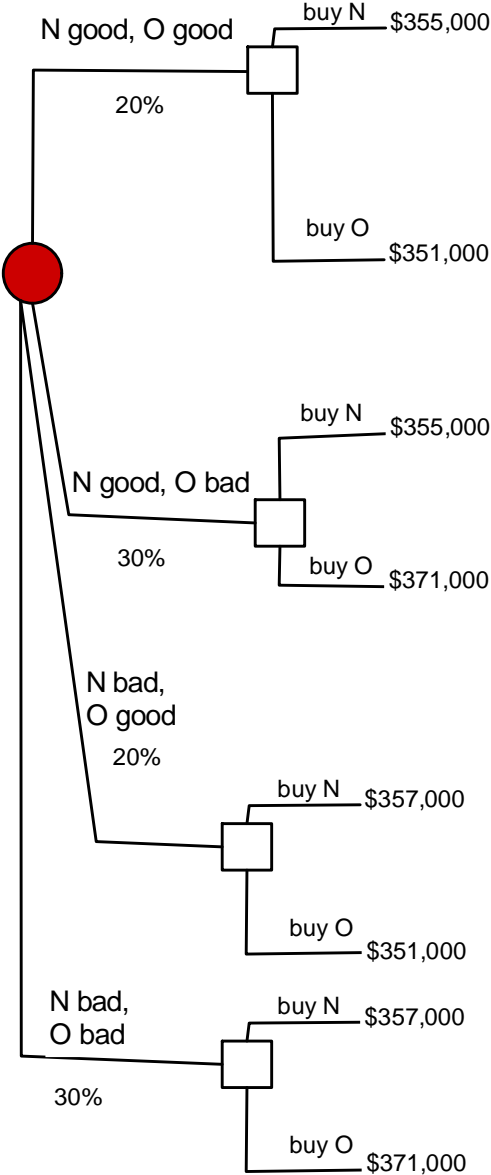 buy N
$355,000
N good, O good
20%
buy O
$351,000
buy N
$355,000
N good, O bad
30%
buy O
$371,000
N bad,
O good
20%
buy N
$357,000
buy O
$351,000
N bad,
O bad
30%
buy N
$357,000
buy O
$371,000